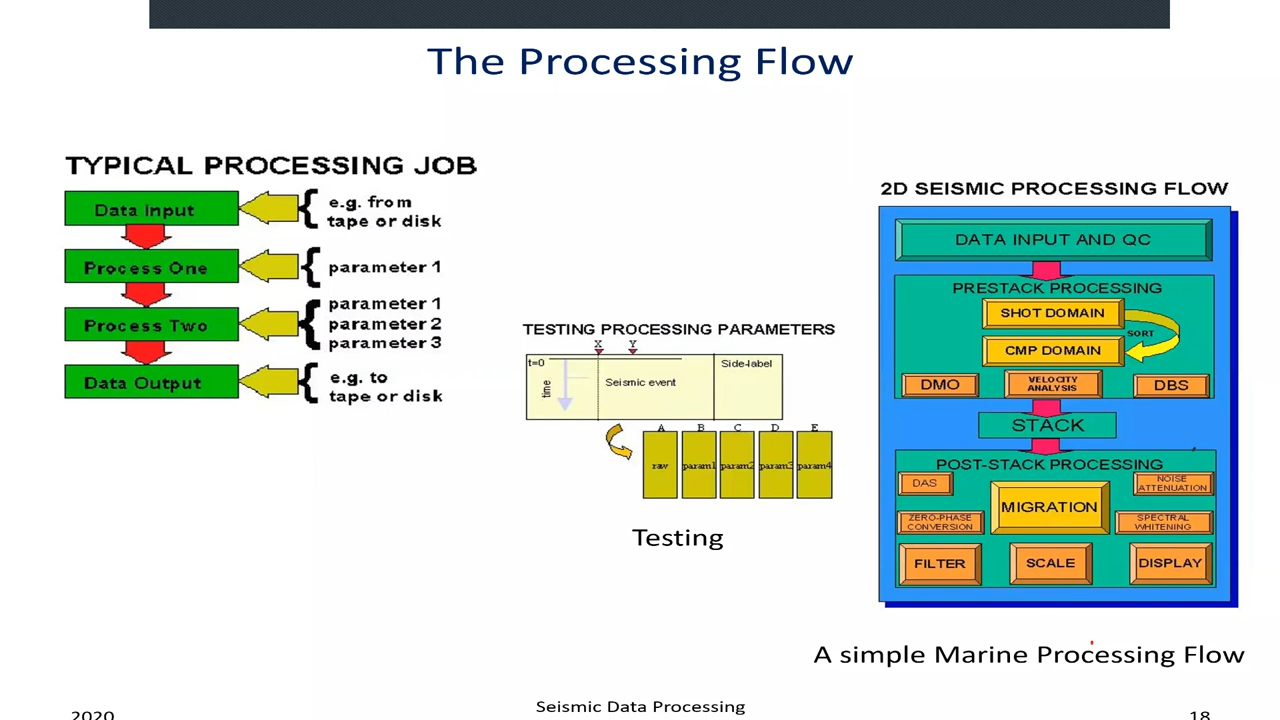 The Processing Flow
TYPICAL PROCESSING JOB
Data Input
e.g. from
tape or disk
Process One
parameter 1
Process Two
parameter 1
parameter 2
parameter 3
Data Output
e.g. to
tape or disk
TESTING PROCESSING PARAMETERS
X Y
t=0
time
Seismic event
Side-label
A B C D E
raw param1 param2 param3 param4
Testing
2D SEISMIC PROCESSING FLOW
DATA INPUT AND QC
PRESTACK PROCESSING
SHOT DOMAIN
SORT
CMP DOMAIN
DMO
VELOCITY
ANALYSIS
DBS
STACK
POST-STACK PROCESSING
DAS
NOISE
ATTENUATION
MIGRATION
ZERO-PHASE
CONVERSION
SPECTRAL
WHITENING
FILTER
SCALE
DISPLAY
A simple Marine Processing Flow
2020
Seismic Data Processing
18